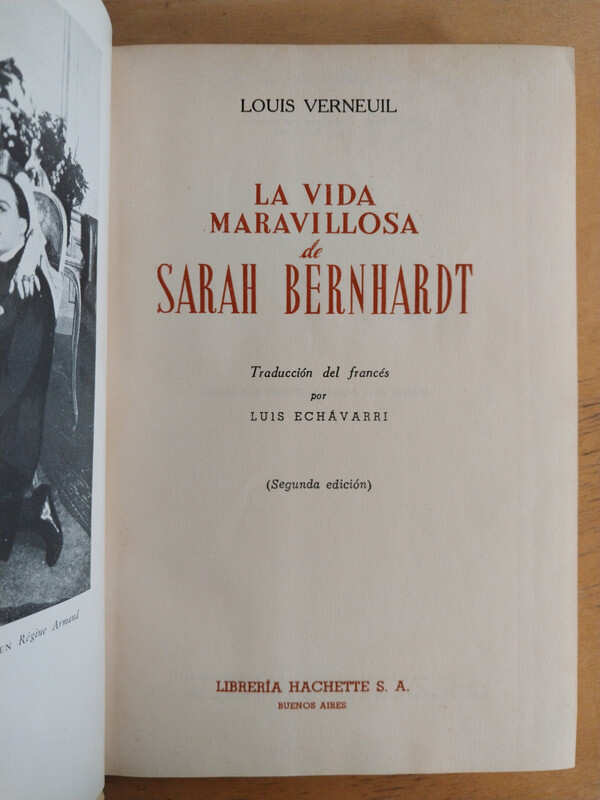 EN Régine Armand
LOUIS VERNEUIL
LA VIDA
MARAVILLOSA
de
SARAH BERNHARDT
Traducción del francés
por
LUIS ECHÁVARRI
(Segunda edición)
LIBRERÍA HACHETTE S. A.
BUENOS AIRES